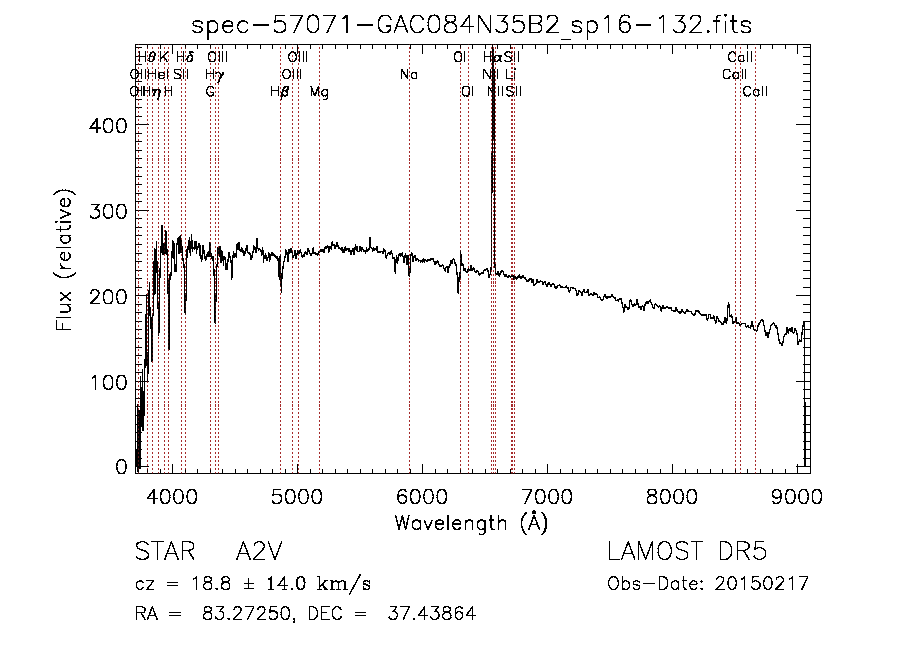 spec-57071-GAC084N35B2_sp16-132.fits
Hθ K Hδ OIII OIII OI Hα SII CaII
OII HeI SII Hγ OIII Na NII Li CaII
OII Hη H G Hβ Mg OI NII SII CaII
400
300
200
100
0
Flux (relative)
4000 5000 6000 7000 8000 9000
Wavelength (Å)
STAR A2V LAMOST DR5
cz = 18.8 ± 14.0 km/s Obs-Date: 20150217
RA = 83.27250, DEC = 37.43864